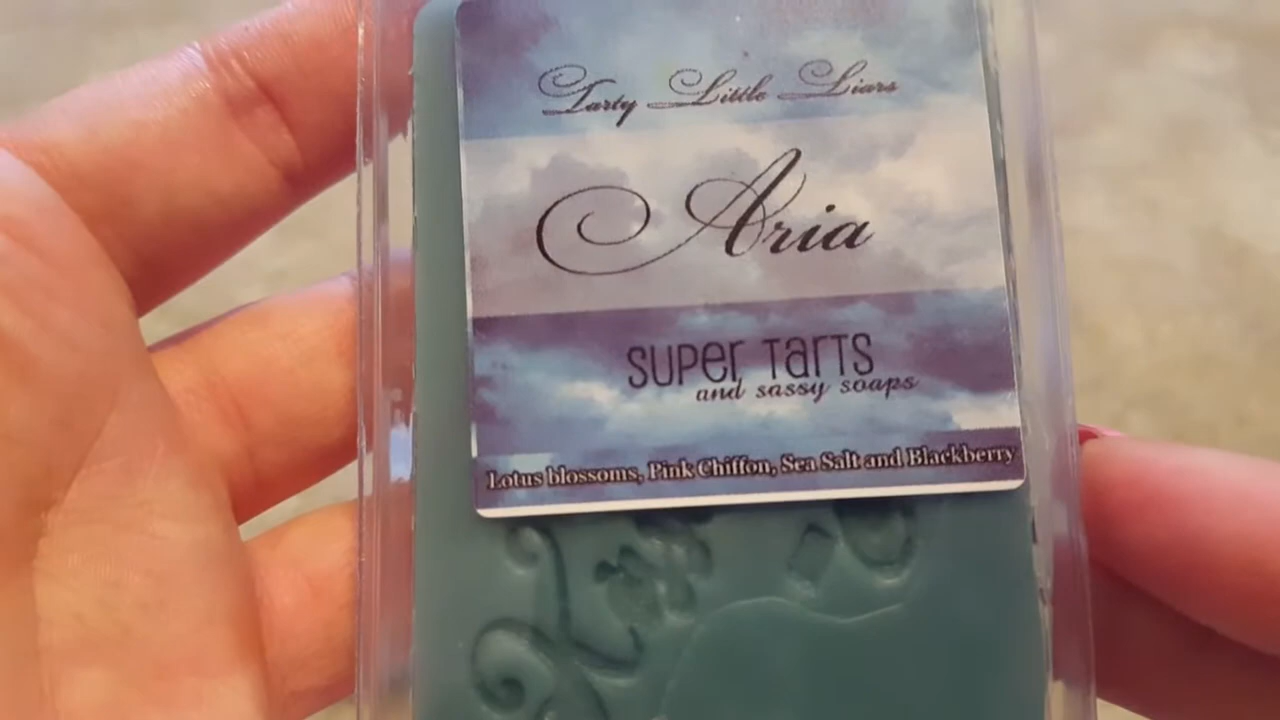 Tarty Little Liars
Aria
SUPER TARTS
and sassy soaps
Lotus blossoms, Pink Chiffon, Sea Salt and Blackberry